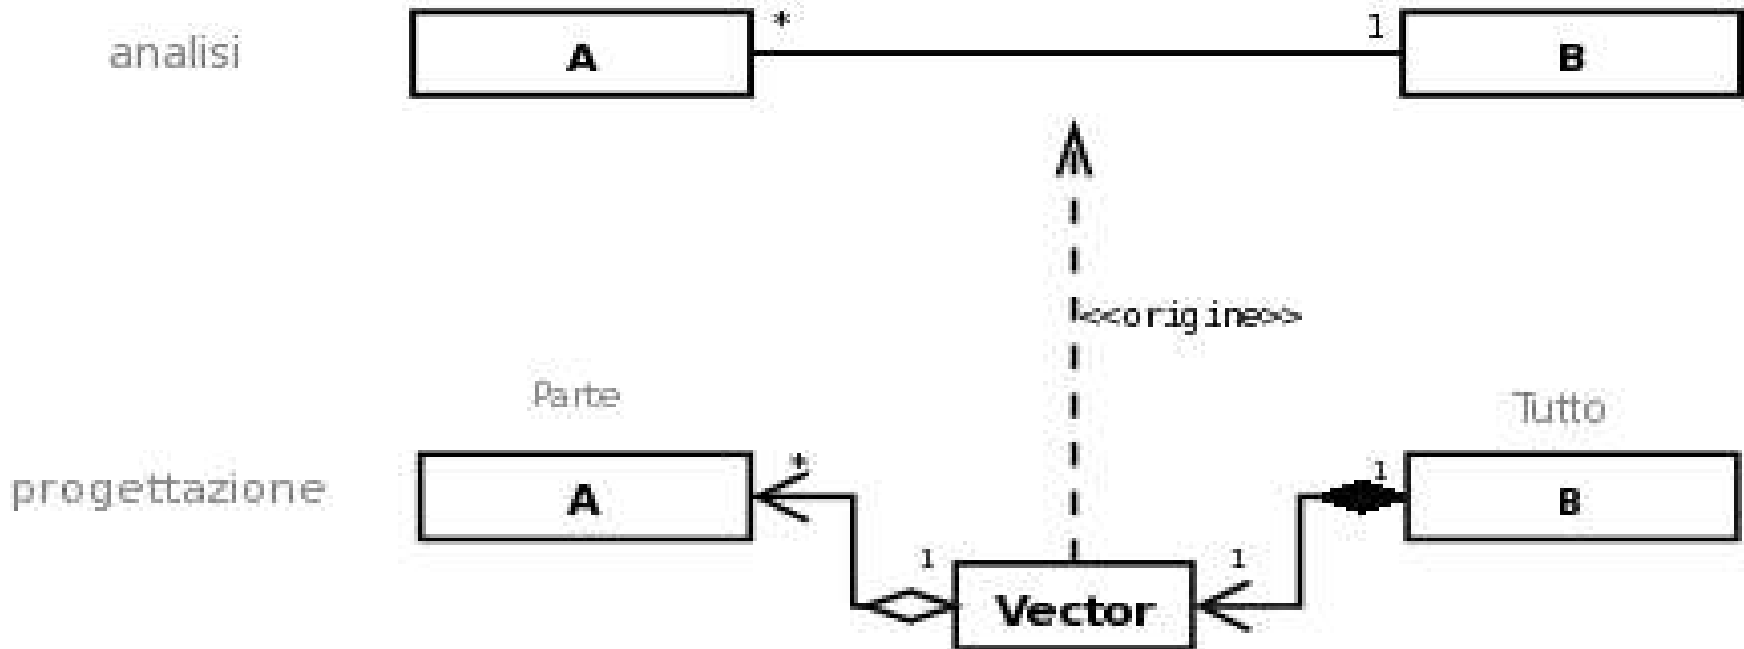 analisi
A
*
1
B
<<origine>>
Parte
Tutto
progettazione
A
*
1
Vector
1
1
B